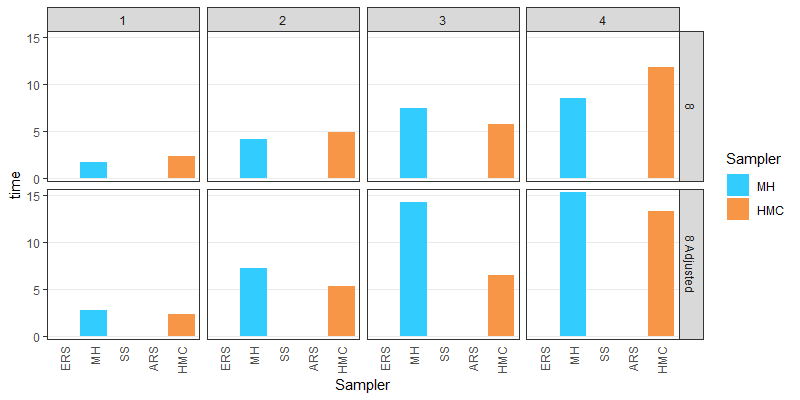 1 2 3 4
15
10
5
0
8
Sampler
MH
HMC
time
15
10
5
0
8 Adjusted
ERS MH SS ARS HMC ERS MH SS ARS HMC ERS MH SS ARS HMC ERS MH SS ARS HMC
Sampler